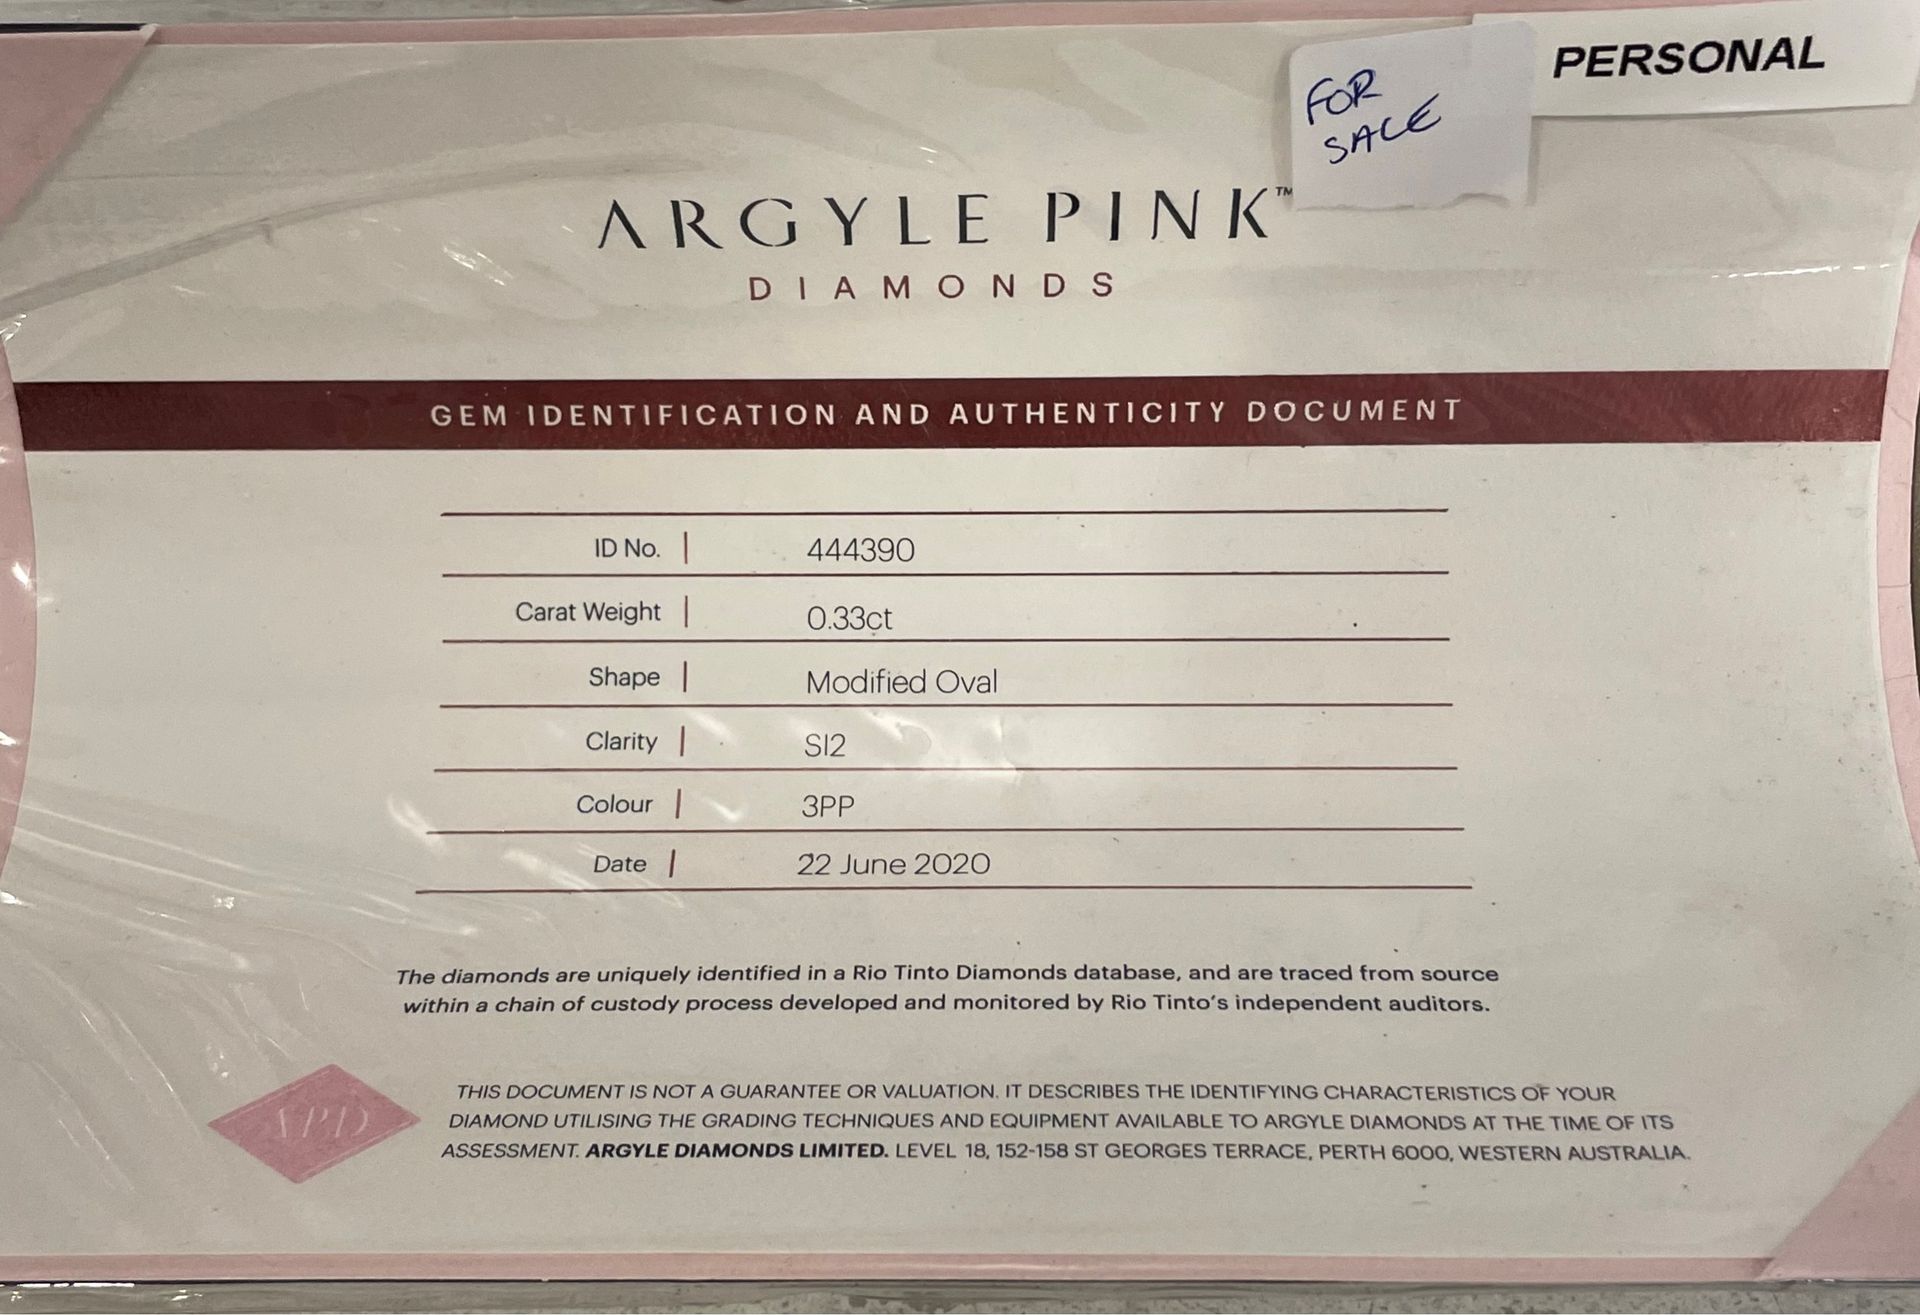 FOR
SALE
PERSONAL
ARGYLE PINK™
DIAMONDS
GEM IDENTIFICATION AND AUTHENTICITY DOCUMENT
ID No. | 444390
Carat Weight | 0.33ct
Shape | Modified Oval
Clarity | SI2
Colour | 3PP
Date | 22 June 2020
The diamonds are uniquely identified in a Rio Tinto Diamonds database, and are traced from source
within a chain of custody process developed and monitored by Rio Tinto's independent auditors.
APD
THIS DOCUMENT IS NOT A GUARANTEE OR VALUATION. IT DESCRIBES THE IDENTIFYING CHARACTERISTICS OF YOUR
DIAMOND UTILISING THE GRADING TECHNIQUES AND EQUIPMENT AVAILABLE TO ARGYLE DIAMONDS AT THE TIME OF ITS
ASSESSMENT. ARGYLE DIAMONDS LIMITED. LEVEL 18, 152-158 ST GEORGES TERRACE, PERTH 6000, WESTERN AUSTRALIA.